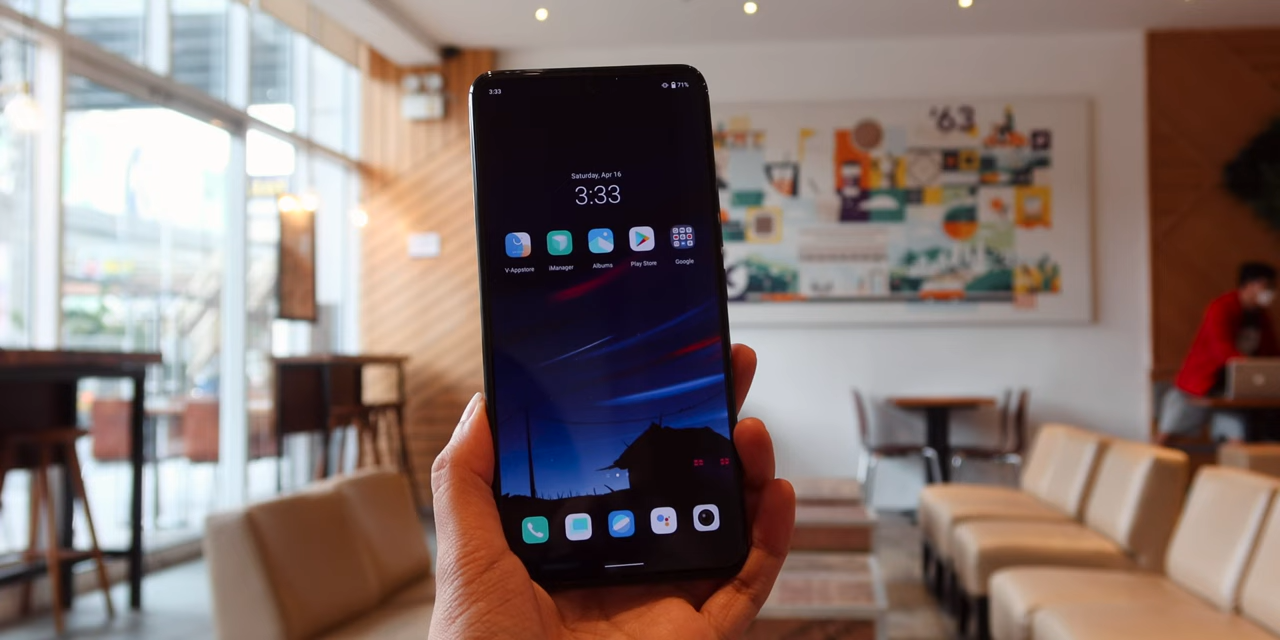 3:33
71%
Saturday, Apr 16
3:33
V-Appstore
iManager
Albums
Play Store
Google
'63